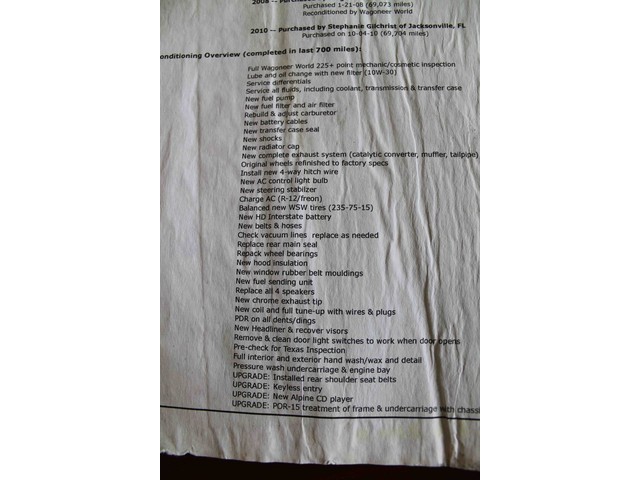 2008 -- Purchased
Purchased 1-21-08 (69,073 miles)
Reconditioned by Wagoneer World
2010 -- Purchased by Stephanie Gilchrist of Jacksonville, FL
Purchased on 10-04-10 (69,704 miles)
onditioning Overview (completed in last 700 miles):
Full Wagoneer World 225+ point mechanic/cosmetic inspection
Lube and oil change with new filter (10W-30)
Service differentials
Service all fluids, including coolant, transmission & transfer case
New fuel pump
New fuel filter and air filter
Rebuild & adjust carburetor
New battery cables
New transfer case seal
New shocks
New radiator cap
New complete exhaust system (catalytic converter, muffler, tailpipe)
Original wheels refinished to factory specs
Install new 4-way hitch wire
New AC control light bulb
New steering stabilzer
Charge AC (R-12/freon)
Balanced new WSW tires (235-75-15)
New HD Interstate battery
New belts & hoses
Check vacuum lines replace as needed
Replace rear main seal
Repack wheel bearings
New hood insulation
New window rubber belt mouldings
New fuel sending unit
Replace all 4 speakers
New chrome exhaust tip
New coil and full tune-up with wires & plugs
PDR on all dents/dings
New Headliner & recover visors
Remove & clean door light switches to work when door opens
Pre-check for Texas Inspection
Full interior and exterior hand wash/wax and detail
Pressure wash undercarriage & engine bay
UPGRADE: Installed rear shoulder seat belts
UPGRADE: Keyless entry
UPGRADE: New Alpine CD player
UPGRADE: POR-15 treatment of frame & undercarriage with chassi